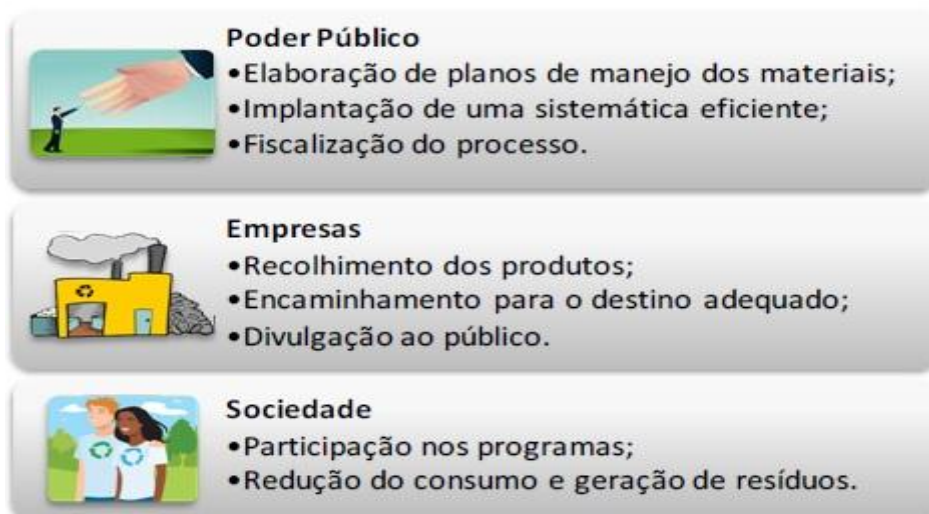 Poder Público
•Elaboração de planos de manejo dos materiais;
•Implantação de uma sistemática eficiente;
•Fiscalização do processo.
Empresas
•Recolhimento dos produtos;
•Encaminhamento para o destino adequado;
•Divulgação ao público.
Sociedade
•Participação nos programas;
•Redução do consumo e geração de resíduos.